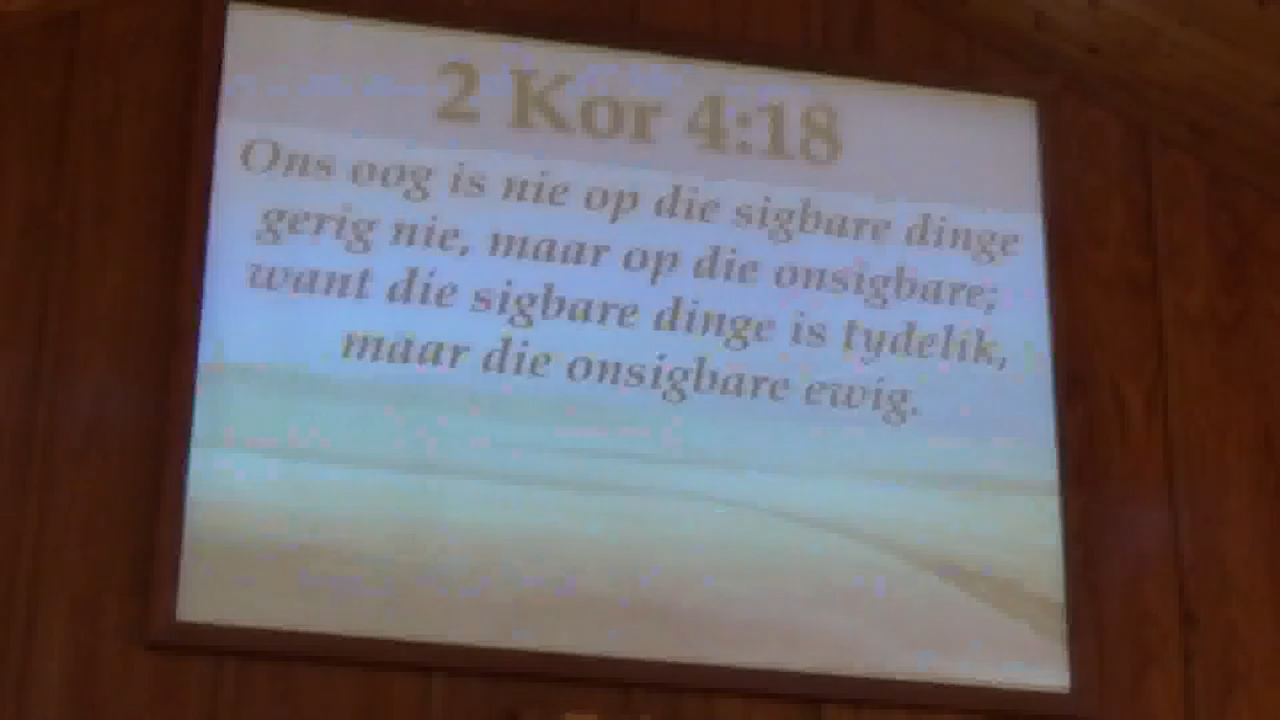 2 Kor 4:18
Ons oog is nie op die sigbare dinge
gerig nie, maar op die onsigbare;
want die sigbare dinge is tydelik,
maar die onsigbare ewig.